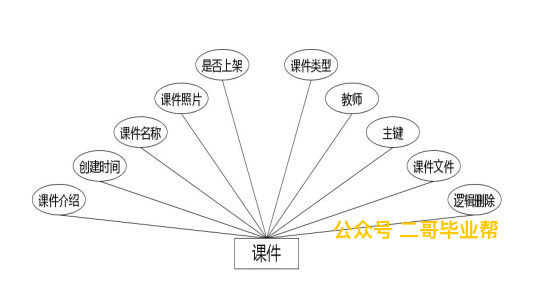 是否上架
课件类型
课件照片
教师
课件名称
主键
创建时间
课件文件
课件介绍
逻辑删除
公众号 二哥毕业帮
课件